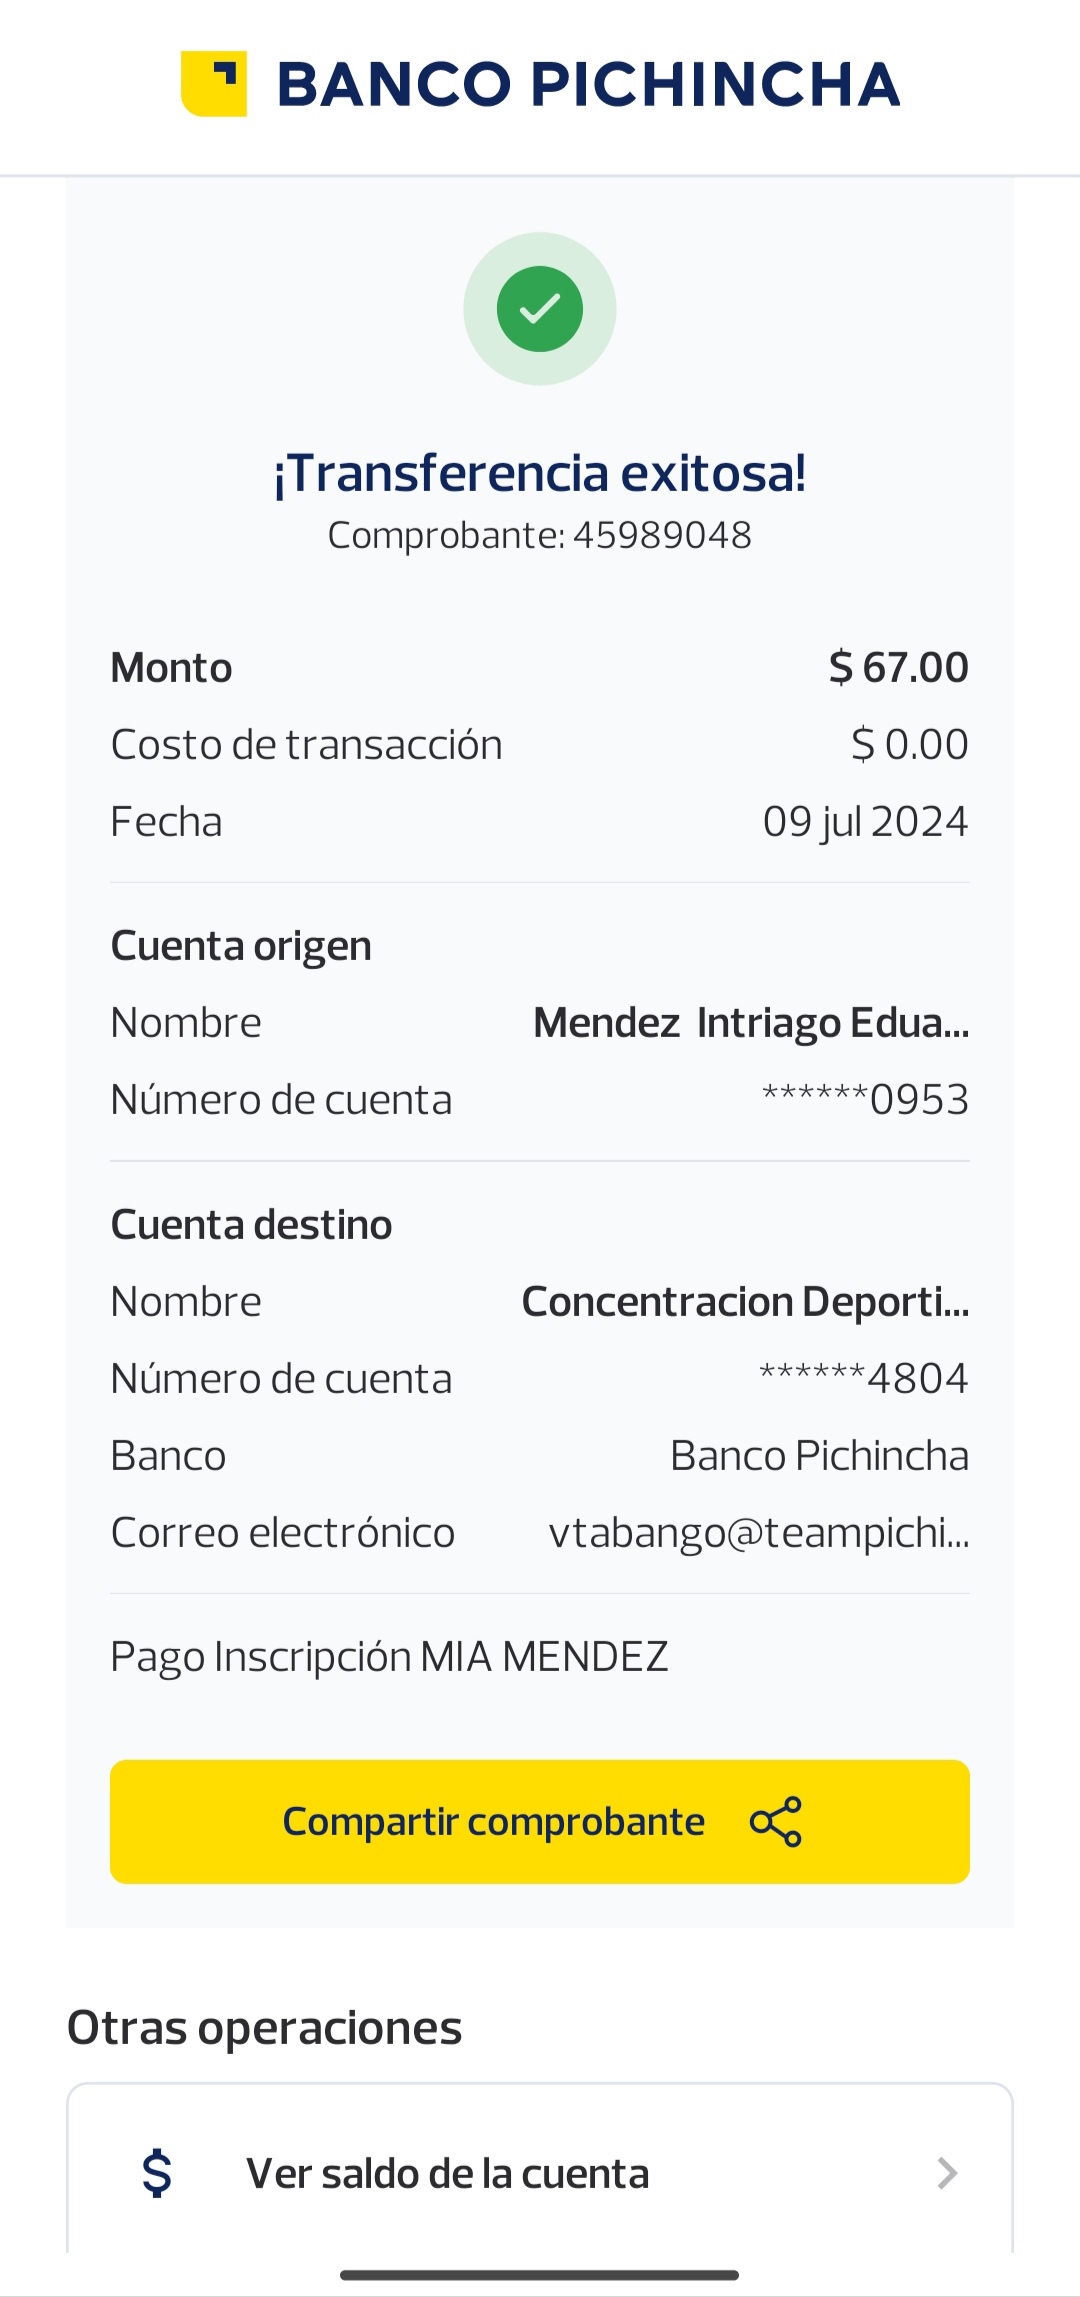 BANCO PICHINCHA
¡Transferencia exitosa!
Comprobante: 45989048
Monto $ 67.00
Costo de transacción $ 0.00
Fecha 09 jul 2024
Cuenta origen
Nombre Mendez Intriago Edua...
Número de cuenta ******0953
Cuenta destino
Nombre Concentracion Deporti...
Número de cuenta ******4804
Banco Banco Pichincha
Correo electrónico vtabango@teampichi...
Pago Inscripción MIA MENDEZ
Compartir comprobante
Otras operaciones
$ Ver saldo de la cuenta